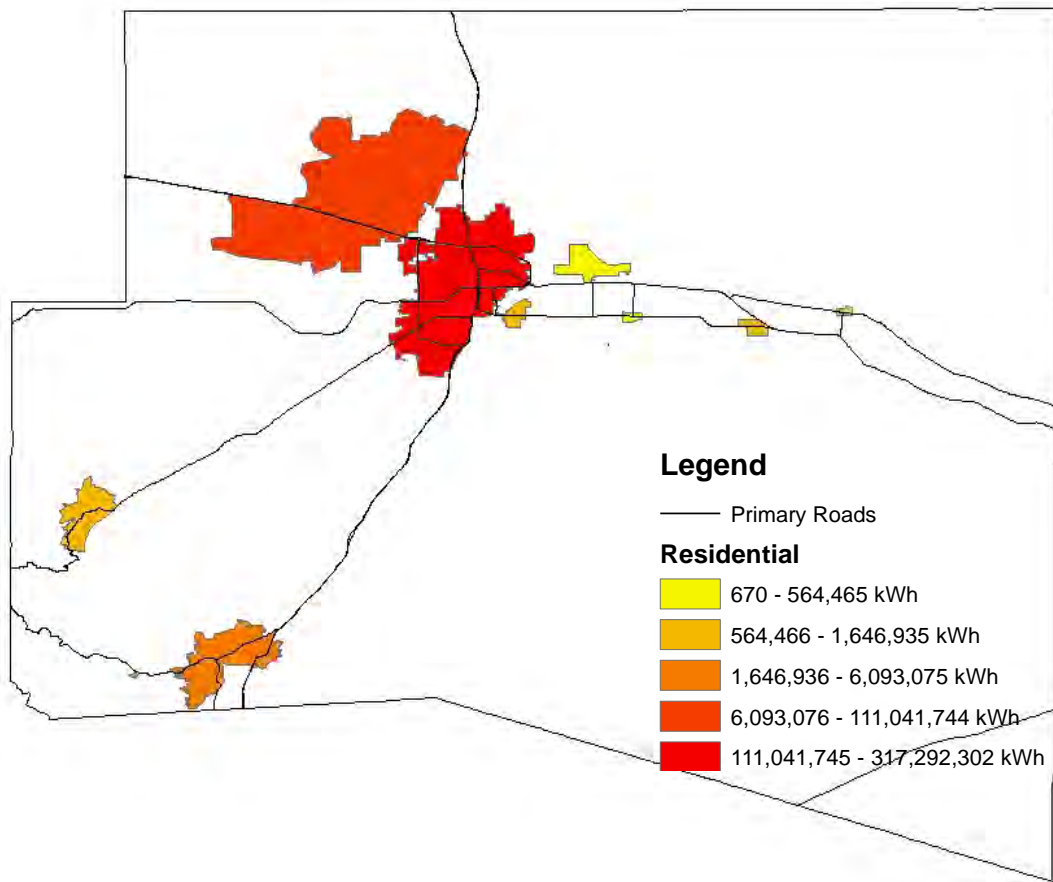 Legend
Primary Roads
Residential
670 - 564,465 kWh
564,466 - 1,646,935 kWh
1,646,936 - 6,093,075 kWh
6,093,076 - 111,041,744 kWh
111,041,745 - 317,292,302 kWh